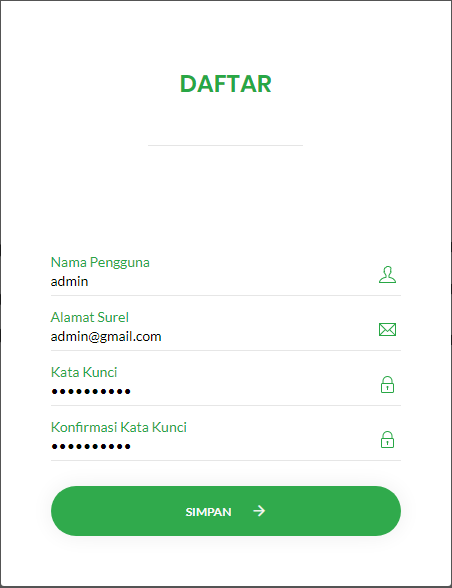 DAFTAR
Nama Pengguna
admin
Alamat Surel
admin@gmail.com
Kata Kunci
••••••••••
Konfirmasi Kata Kunci
••••••••••
SIMPAN